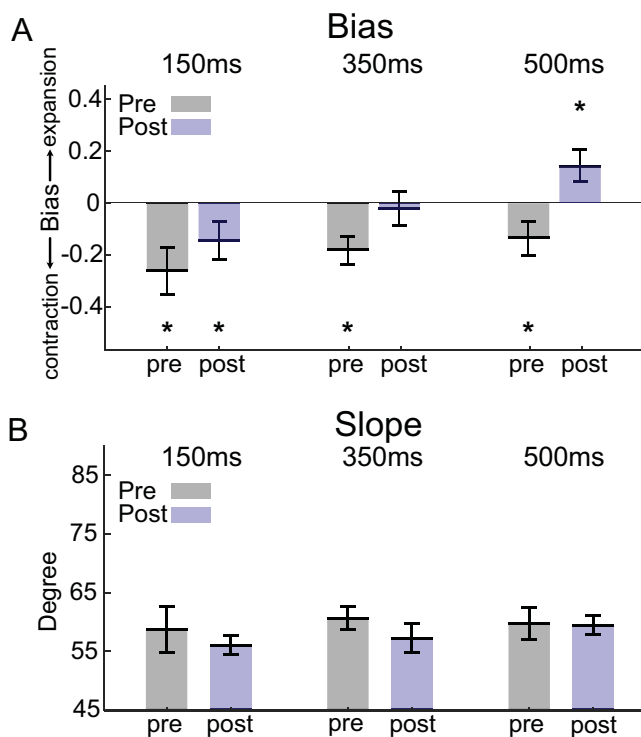 A
Bias
150ms 350ms 500ms
Pre
Post
contraction ← Bias → expansion
0.4
0.2
0
-0.2
-0.4
*
* * * *
pre post pre post pre post
B
Slope
150ms 350ms 500ms
Pre
Post
Degree
85
75
65
55
45
pre post pre post pre post